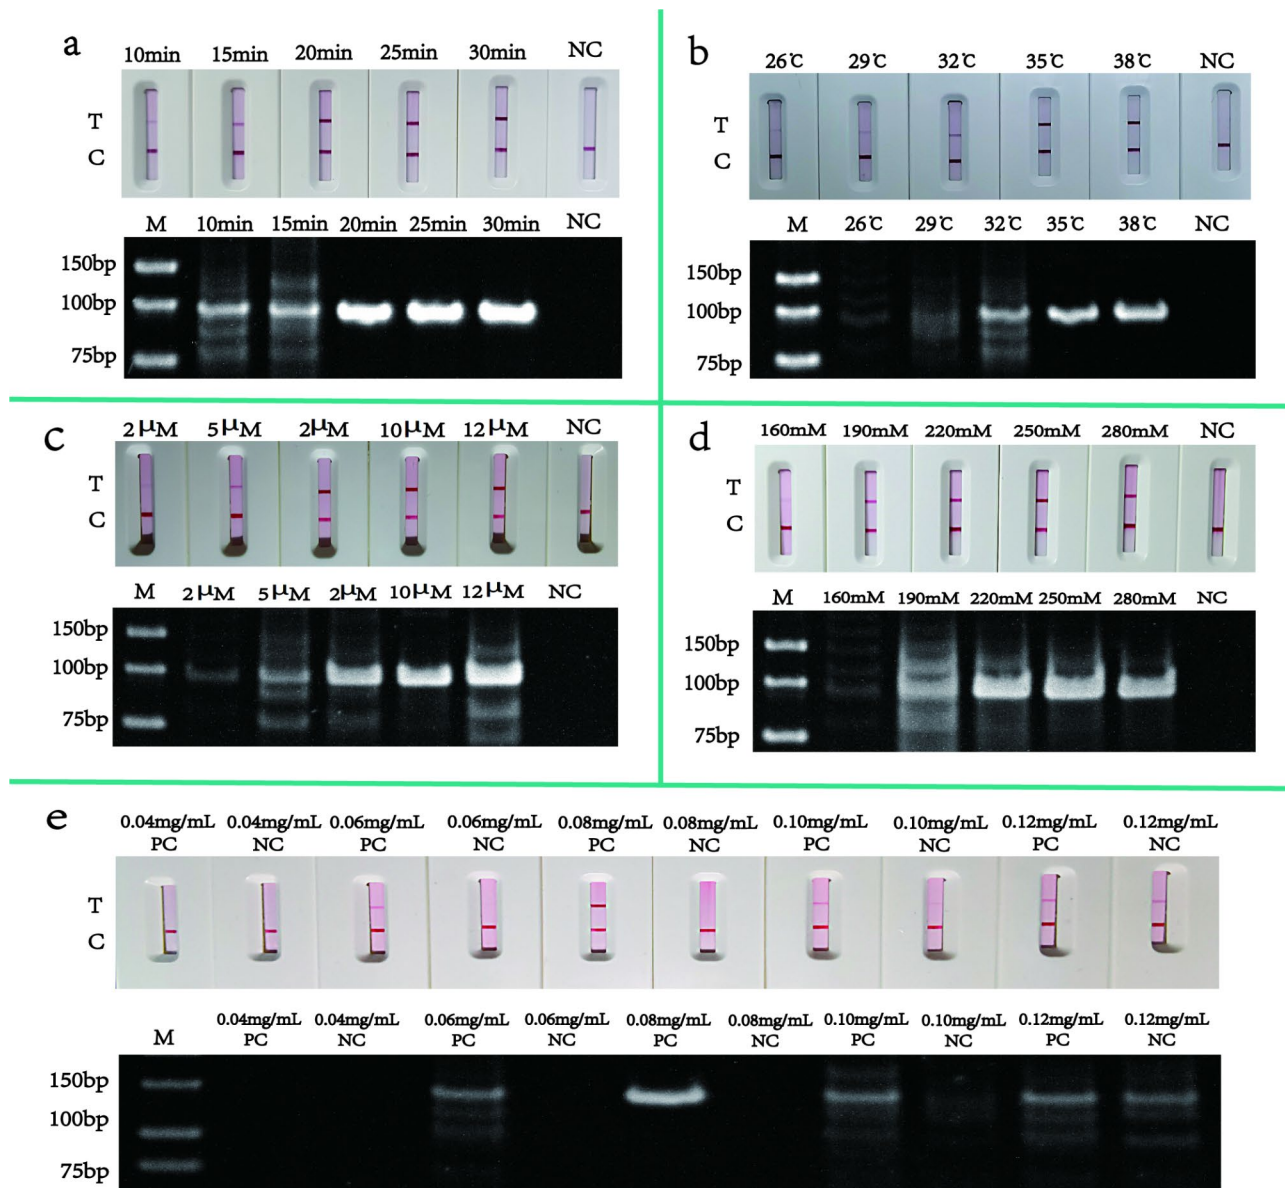 a
10min 15min 20min 25min 30min NC
T
C
M 10min 15min 20min 25min 30min NC
150bp
100bp
75bp
b
26℃ 29℃ 32℃ 35℃ 38℃ NC
T
C
M 26℃ 29℃ 32℃ 35℃ 38℃ NC
150bp
100bp
75bp
c
2μM 5μM 2μM 10μM 12μM NC
T
C
M 2μM 5μM 2μM 10μM 12μM NC
150bp
100bp
75bp
d
160mM 190mM 220mM 250mM 280mM NC
T
C
M 160mM 190mM 220mM 250mM 280mM NC
150bp
100bp
75bp
e
0.04mg/mL 0.04mg/mL 0.06mg/mL 0.06mg/mL 0.08mg/mL 0.08mg/mL 0.10mg/mL 0.10mg/mL 0.12mg/mL 0.12mg/mL
PC NC PC NC PC NC PC NC PC NC
T
C
0.04mg/mL 0.04mg/mL 0.06mg/mL 0.06mg/mL 0.08mg/mL 0.08mg/mL 0.10mg/mL 0.10mg/mL 0.12mg/mL 0.12mg/mL
M PC NC PC NC PC NC PC NC PC NC
150bp
100bp
75bp